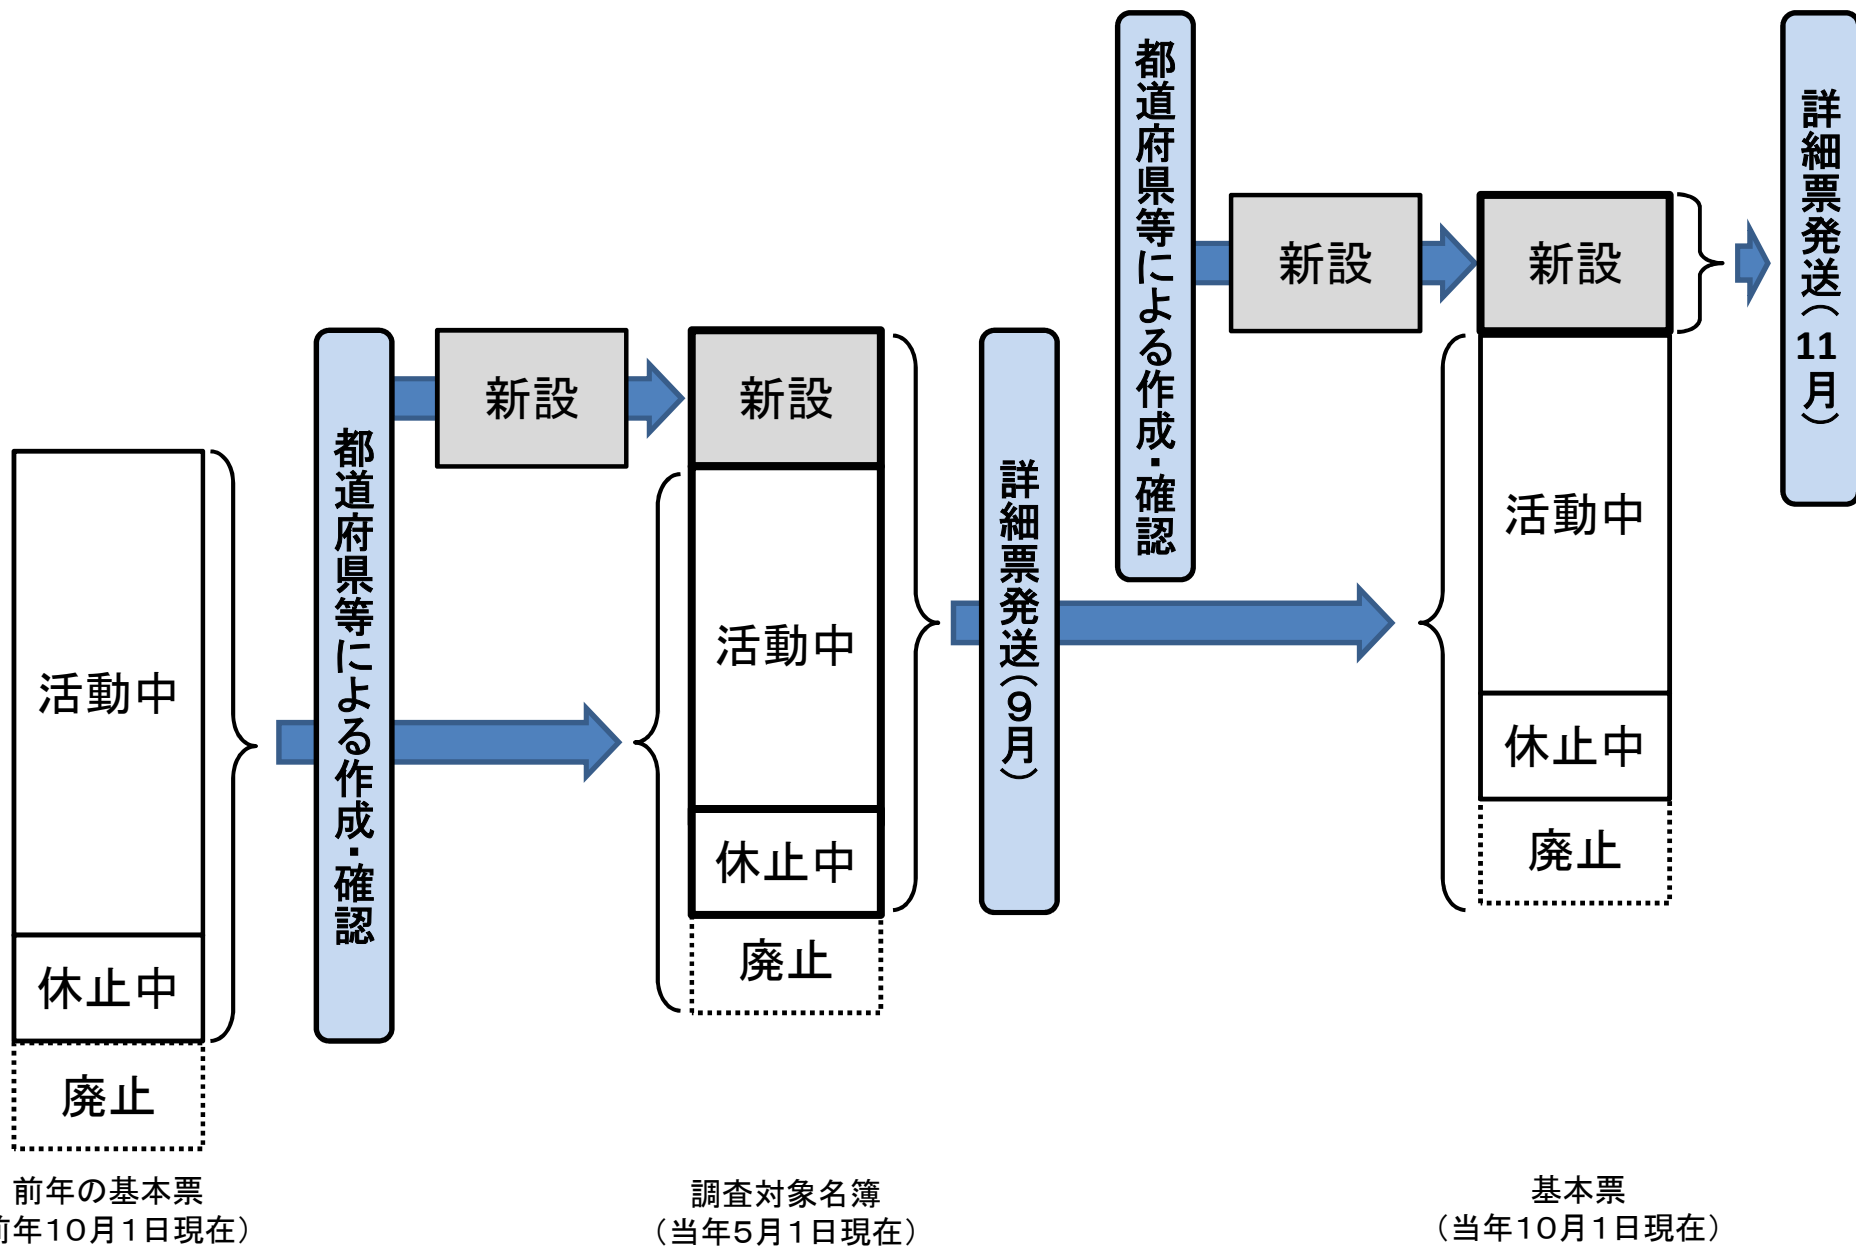 活動中
休止中
廃止
前年の基本票
前年１０月１日現在）
都道府県等による作成・確認
新設
新設
活動中
休止中
廃止
調査対象名簿
（当年５月１日現在）
詳細票発送（９月）
都道府県等による作成・確認
新設
新設
活動中
休止中
廃止
基本票
（当年１０月１日現在）
詳細票発送（11月）